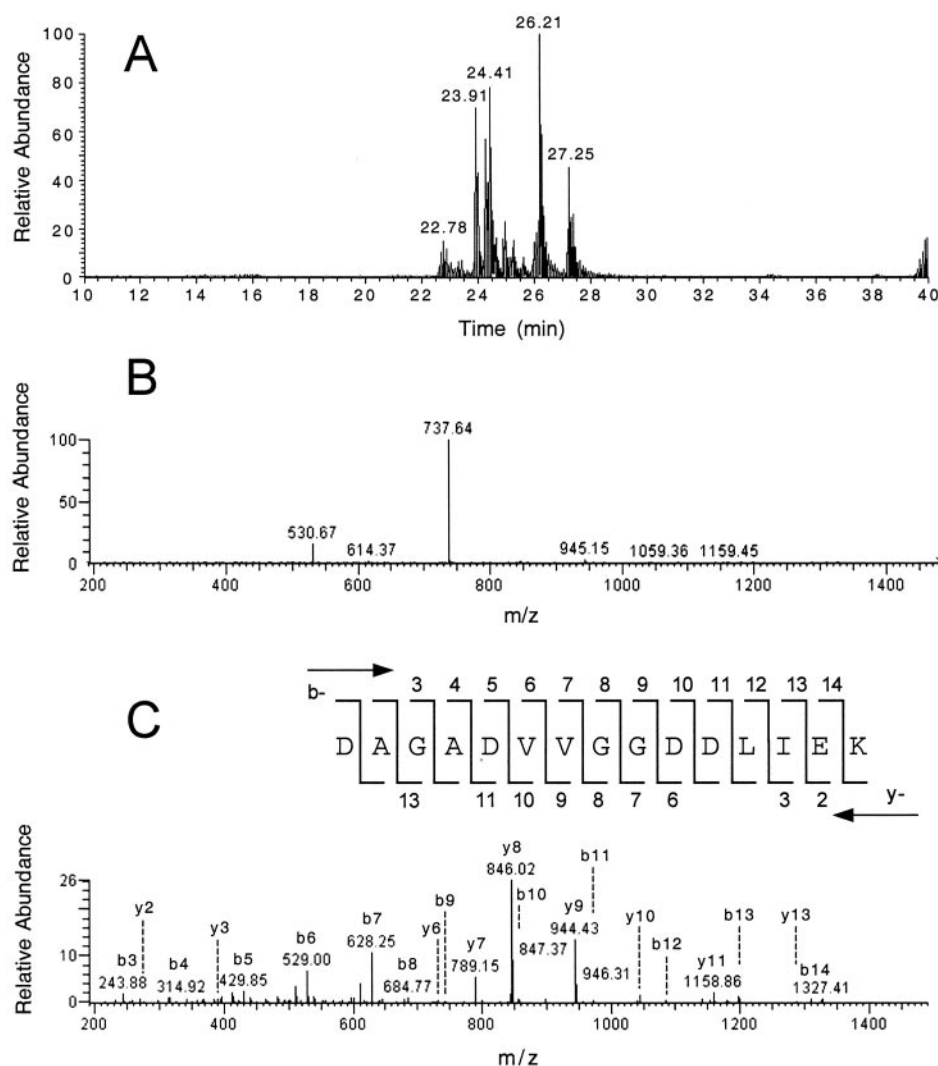 A
Relative Abundance
100
80
60
40
20
0
26.21
24.41
23.91
27.25
22.78
10 12 14 16 18 20 22 24 26 28 30 32 34 36 38 40
Time (min)
B
Relative Abundance
100
50
0
737.64
530.67
614.37
945.15 1059.36 1159.45
200 400 600 800 1000 1200 1400
m/z
C
b-
3 4 5 6 7 8 9 10 11 12 13 14
D A G A D V V G G D D L I E K
13 11 10 9 8 7 6 3 2
y-
Relative Abundance
26
10
0
y8
846.02
b11
y2
b9
b10
y9
944.43
y3
b7
628.25
y6
y7
789.15
847.37
y10
b13
y13
b3
243.88
b4
314.92
b5
429.85
b6
529.00
b8
684.77
946.31
b12
y11
1158.86
b14
1327.41
200 400 600 800 1000 1200 1400
m/z